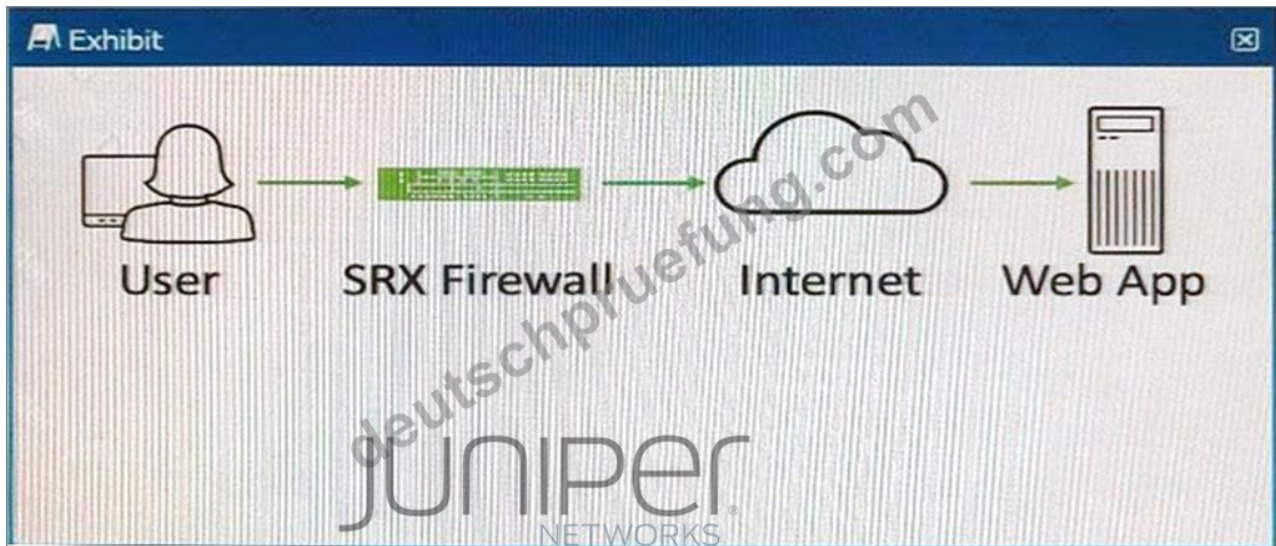 Exhibit
User
SRX Firewall
Internet
Web App
deutschpruefung.com
JUNIPer
NETWORKS